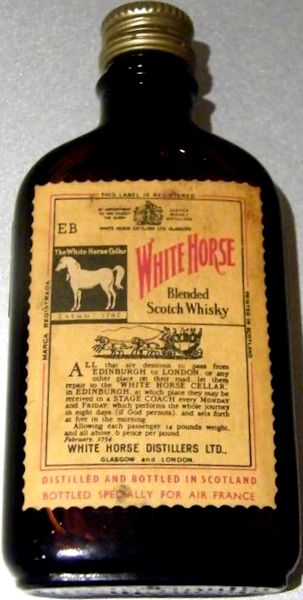 THIS LABEL IS REGISTERED
BY APPOINTMENT
SCOTCH
WHISKY
DISTILLERS
WHITE HORSE DISTILLERS LTD GLASGOW
EB
The White Horse Cellar
Estab. 1742
WHITE HORSE
Blended
Scotch Whisky
MARCA REGISTRADA
PRINTED IN SCOTLAND
ALL that are desirous to pass from
EDINBURGH to LONDON, or any
other place on their road, let them
repair to the WHITE HORSE CELLAR
in EDINBURGH, at which place they may be
received in a STAGE COACH every MONDAY
and FRIDAY, which performs the whole journey
in eight days (if God permits), and sets forth
at five in the morning.
Allowing each passenger 14 pounds weight,
and all above, 6 pence per pound.
February, 1754.
WHITE HORSE DISTILLERS LTD.,
GLASGOW and LONDON.
DISTILLED AND BOTTLED IN SCOTLAND
BOTTLED SPECIALLY FOR AIR FRANCE